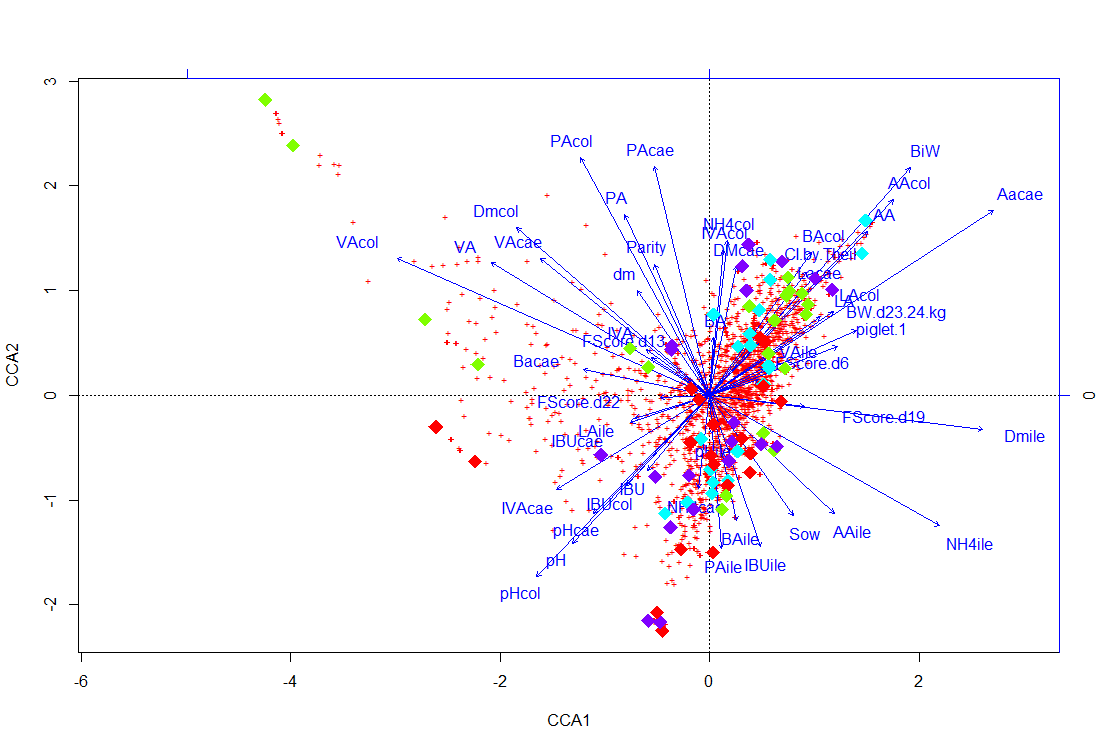 3
PAcol
PAcae
BiW
AAcol
Aacae
2
PA
Dmcol
AA
NH4col
IVAcol
BAcol
VAcol
VA
VAcae
Parity
DMcae
Cl.by.Their
dm
Lacae
1
LAcol
LA
BW.d23.24.kg
BA
piglet.1
IVA
FScore.d13
VAile
Bacae
FScore.d6
CCA2
0
0
FScore.d22
FScore.d19
LAile
Dmile
IBUcae
IBU
-1
IVAcae
IBUcol
pHcae
Sow
AAile
BAile
NH4ile
pH
PAile
IBUile
pHcol
-2
-6
-4
-2
0
2
CCA1